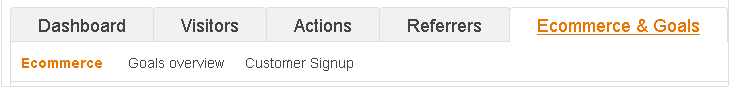 Dashboard Visitors Actions Referrers Ecommerce & Goals
Ecommerce Goals overview Customer Signup